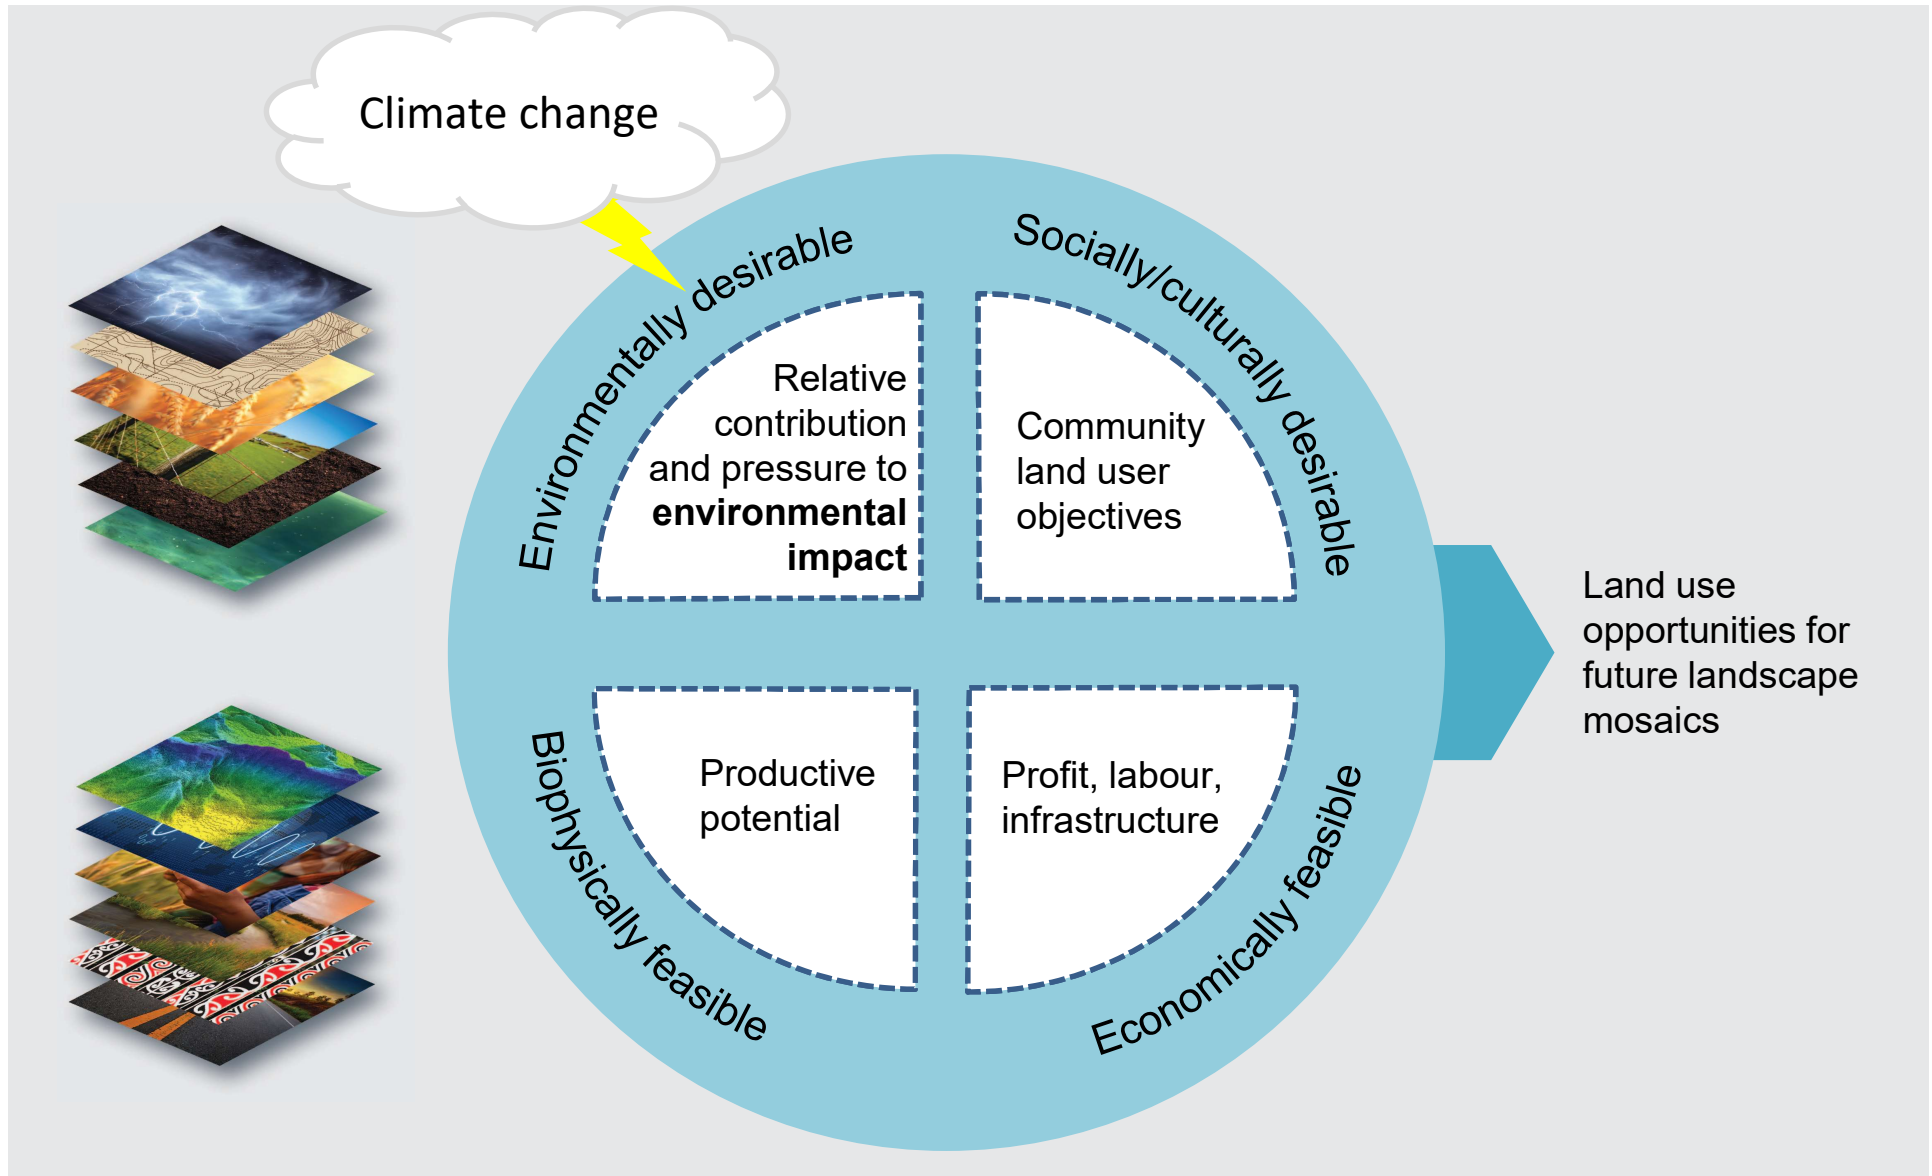 Climate change
Environmentally desirable
Socially/culturally desirable
Relative
contribution
and pressure to
environmental
impact
Community
land user
objectives
Land use
opportunities for
future landscape
mosaics
Productive
potential
Profit, labour,
infrastructure
Biophysically feasible
Economically feasible